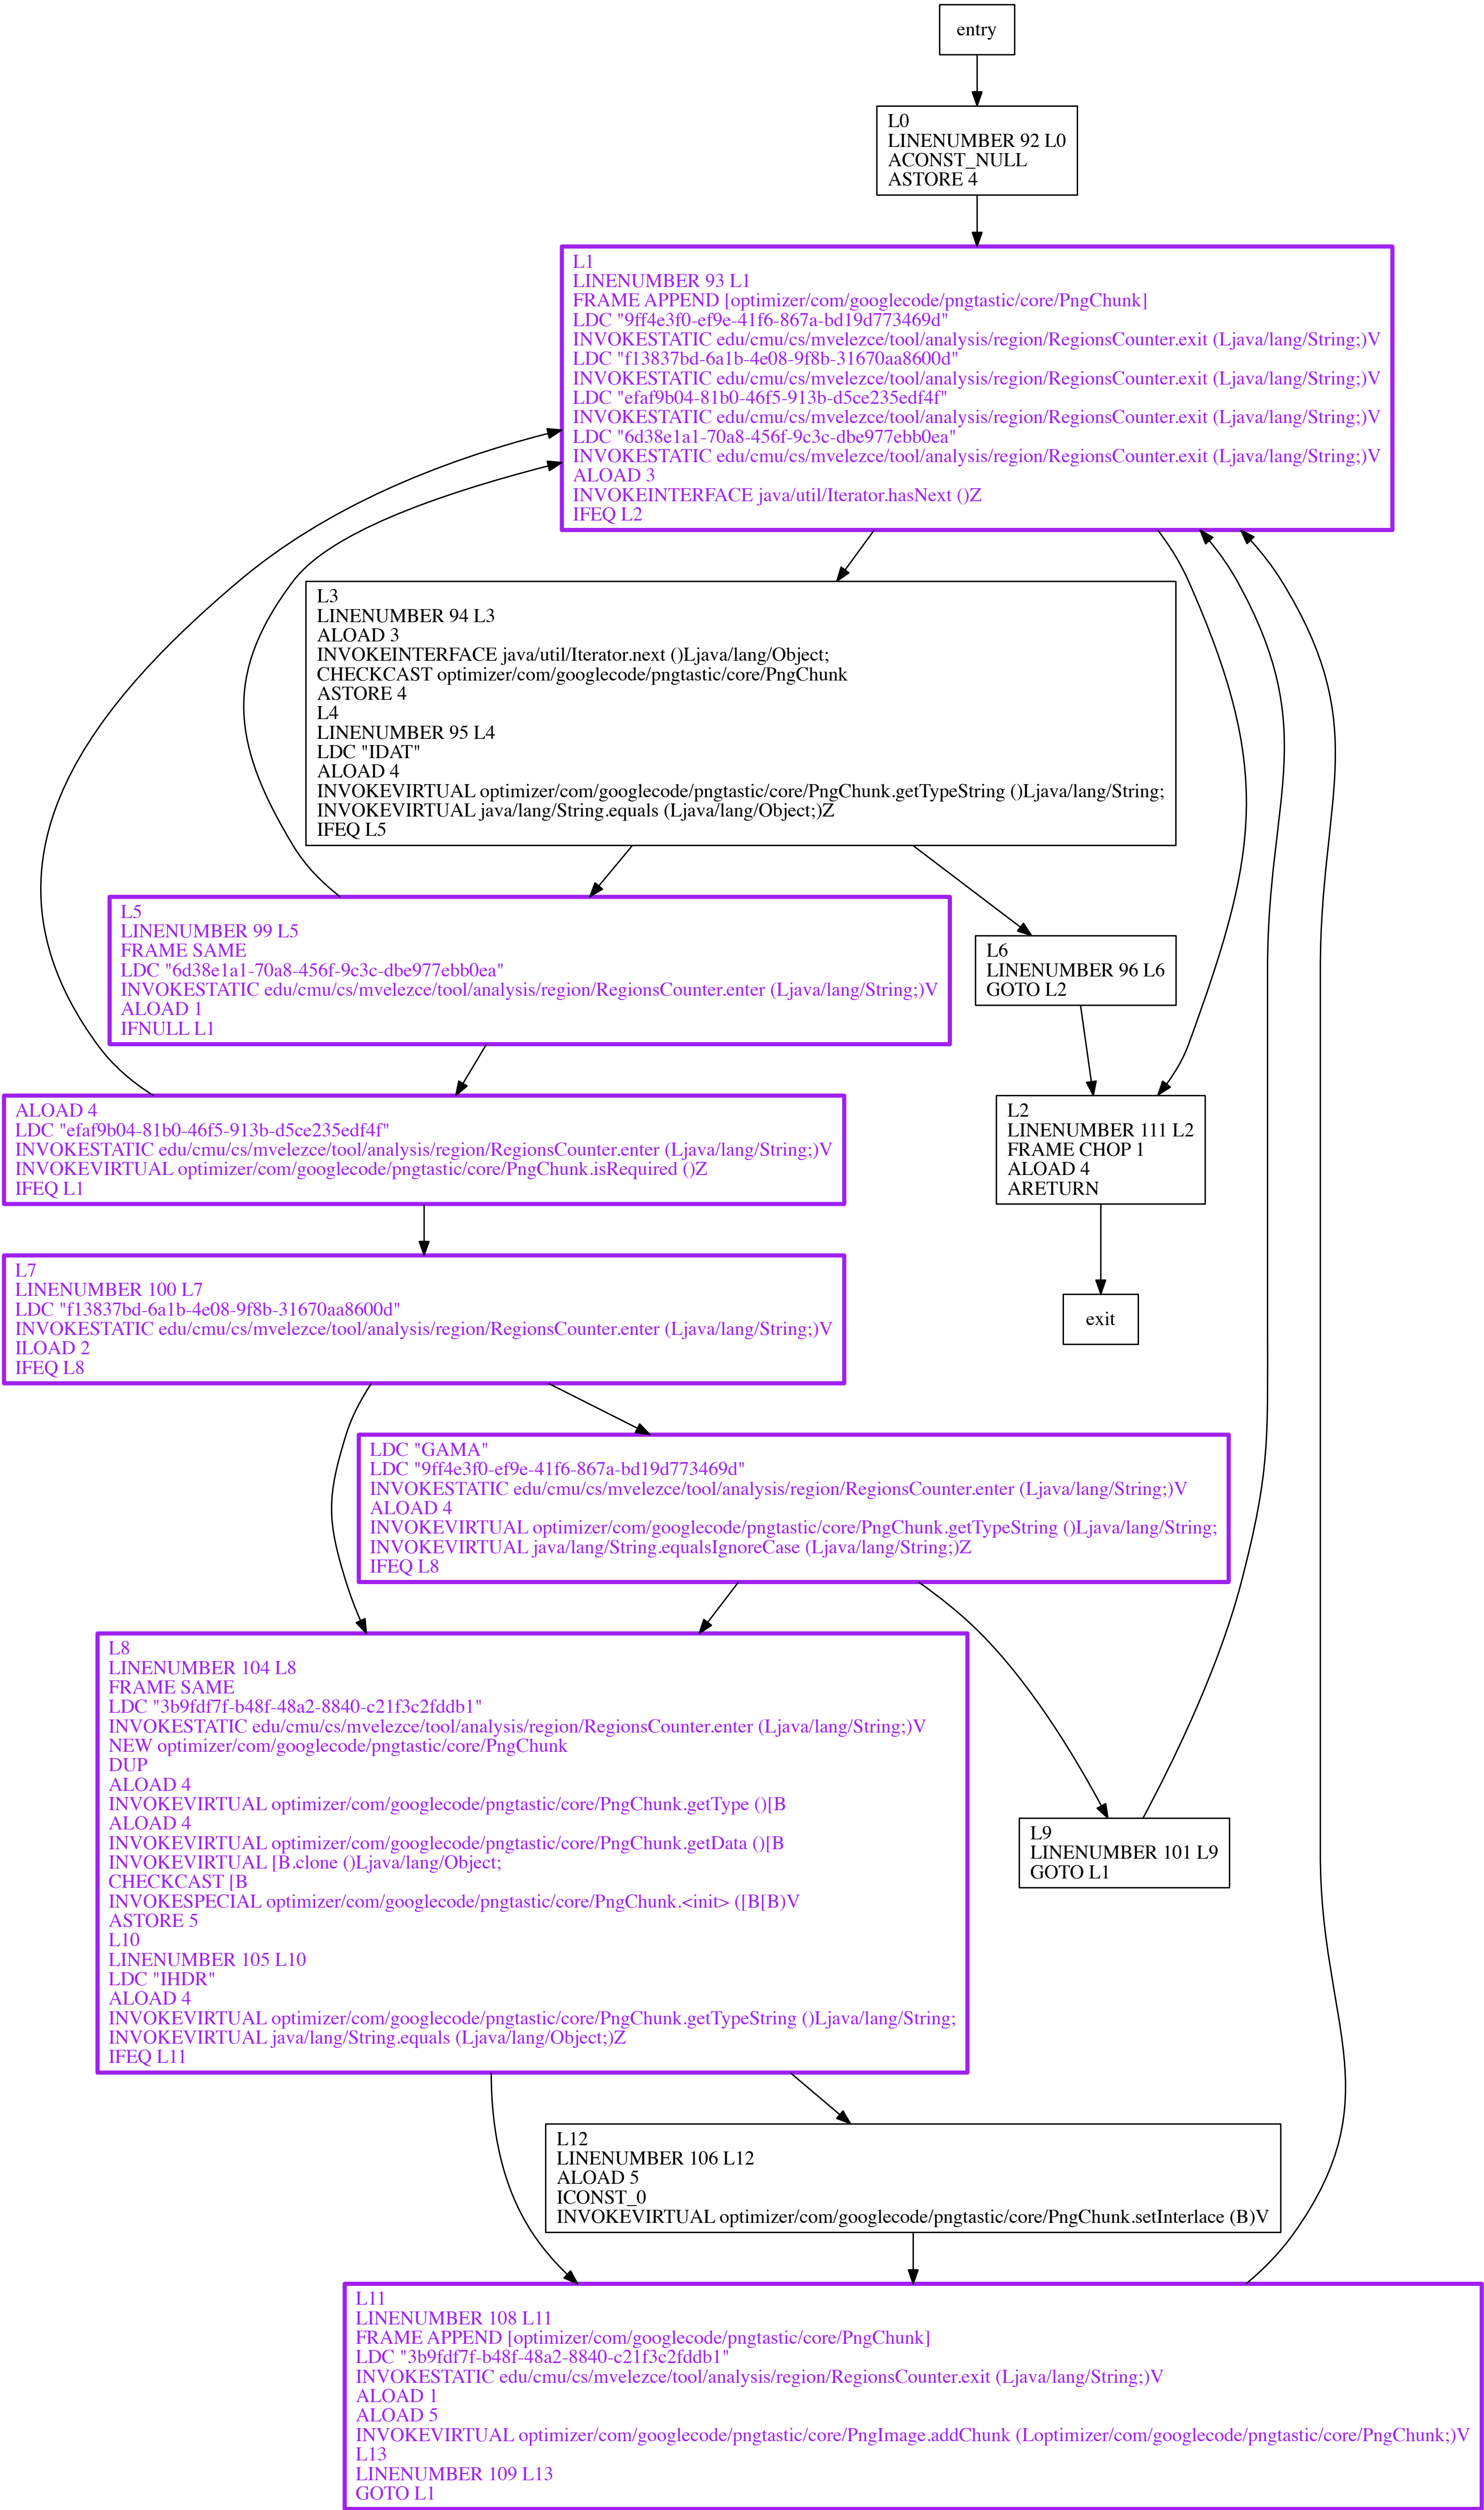 entry
L0
LINENUMBER 92 L0
ACONST_NULL
ASTORE 4
L1
LINENUMBER 93 L1
FRAME APPEND [optimizer/com/googlecode/pngtastic/core/PngChunk]
LDC "9ff4e3f0-ef9e-41f6-867a-bd19d773469d"
INVOKESTATIC edu/cmu/cs/mvelezce/tool/analysis/region/RegionsCounter.exit (Ljava/lang/String;)V
LDC "f13837bd-6a1b-4e08-9f8b-31670aa8600d"
INVOKESTATIC edu/cmu/cs/mvelezce/tool/analysis/region/RegionsCounter.exit (Ljava/lang/String;)V
LDC "efaf9b04-81b0-46f5-913b-d5ce235edf4f"
INVOKESTATIC edu/cmu/cs/mvelezce/tool/analysis/region/RegionsCounter.exit (Ljava/lang/String;)V
LDC "6d38e1a1-70a8-456f-9c3c-dbe977ebb0ea"
INVOKESTATIC edu/cmu/cs/mvelezce/tool/analysis/region/RegionsCounter.exit (Ljava/lang/String;)V
ALOAD 3
INVOKEINTERFACE java/util/Iterator.hasNext ()Z
IFEQ L2
L3
LINENUMBER 94 L3
ALOAD 3
INVOKEINTERFACE java/util/Iterator.next ()Ljava/lang/Object;
CHECKCAST optimizer/com/googlecode/pngtastic/core/PngChunk
ASTORE 4
L4
LINENUMBER 95 L4
LDC "IDAT"
ALOAD 4
INVOKEVIRTUAL optimizer/com/googlecode/pngtastic/core/PngChunk.getTypeString ()Ljava/lang/String;
INVOKEVIRTUAL java/lang/String.equals (Ljava/lang/Object;)Z
IFEQ L5
L5
LINENUMBER 99 L5
FRAME SAME
LDC "6d38e1a1-70a8-456f-9c3c-dbe977ebb0ea"
INVOKESTATIC edu/cmu/cs/mvelezce/tool/analysis/region/RegionsCounter.enter (Ljava/lang/String;)V
ALOAD 1
IFNULL L1
L6
LINENUMBER 96 L6
GOTO L2
ALOAD 4
LDC "efaf9b04-81b0-46f5-913b-d5ce235edf4f"
INVOKESTATIC edu/cmu/cs/mvelezce/tool/analysis/region/RegionsCounter.enter (Ljava/lang/String;)V
INVOKEVIRTUAL optimizer/com/googlecode/pngtastic/core/PngChunk.isRequired ()Z
IFEQ L1
L2
LINENUMBER 111 L2
FRAME CHOP 1
ALOAD 4
ARETURN
L7
LINENUMBER 100 L7
LDC "f13837bd-6a1b-4e08-9f8b-31670aa8600d"
INVOKESTATIC edu/cmu/cs/mvelezce/tool/analysis/region/RegionsCounter.enter (Ljava/lang/String;)V
ILOAD 2
IFEQ L8
exit
LDC "GAMA"
LDC "9ff4e3f0-ef9e-41f6-867a-bd19d773469d"
INVOKESTATIC edu/cmu/cs/mvelezce/tool/analysis/region/RegionsCounter.enter (Ljava/lang/String;)V
ALOAD 4
INVOKEVIRTUAL optimizer/com/googlecode/pngtastic/core/PngChunk.getTypeString ()Ljava/lang/String;
INVOKEVIRTUAL java/lang/String.equalsIgnoreCase (Ljava/lang/String;)Z
IFEQ L8
L8
LINENUMBER 104 L8
FRAME SAME
LDC "3b9fdf7f-b48f-48a2-8840-c21f3c2fddb1"
INVOKESTATIC edu/cmu/cs/mvelezce/tool/analysis/region/RegionsCounter.enter (Ljava/lang/String;)V
NEW optimizer/com/googlecode/pngtastic/core/PngChunk
DUP
ALOAD 4
INVOKEVIRTUAL optimizer/com/googlecode/pngtastic/core/PngChunk.getType ()[B
ALOAD 4
INVOKEVIRTUAL optimizer/com/googlecode/pngtastic/core/PngChunk.getData ()[B
INVOKEVIRTUAL [B.clone ()Ljava/lang/Object;
CHECKCAST [B
INVOKESPECIAL optimizer/com/googlecode/pngtastic/core/PngChunk.<init> ([B[B)V
ASTORE 5
L10
LINENUMBER 105 L10
LDC "IHDR"
ALOAD 4
INVOKEVIRTUAL optimizer/com/googlecode/pngtastic/core/PngChunk.getTypeString ()Ljava/lang/String;
INVOKEVIRTUAL java/lang/String.equals (Ljava/lang/Object;)Z
IFEQ L11
L9
LINENUMBER 101 L9
GOTO L1
L12
LINENUMBER 106 L12
ALOAD 5
ICONST_0
INVOKEVIRTUAL optimizer/com/googlecode/pngtastic/core/PngChunk.setInterlace (B)V
L11
LINENUMBER 108 L11
FRAME APPEND [optimizer/com/googlecode/pngtastic/core/PngChunk]
LDC "3b9fdf7f-b48f-48a2-8840-c21f3c2fddb1"
INVOKESTATIC edu/cmu/cs/mvelezce/tool/analysis/region/RegionsCounter.exit (Ljava/lang/String;)V
ALOAD 1
ALOAD 5
INVOKEVIRTUAL optimizer/com/googlecode/pngtastic/core/PngImage.addChunk (Loptimizer/com/googlecode/pngtastic/core/PngChunk;)V
L13
LINENUMBER 109 L13
GOTO L1